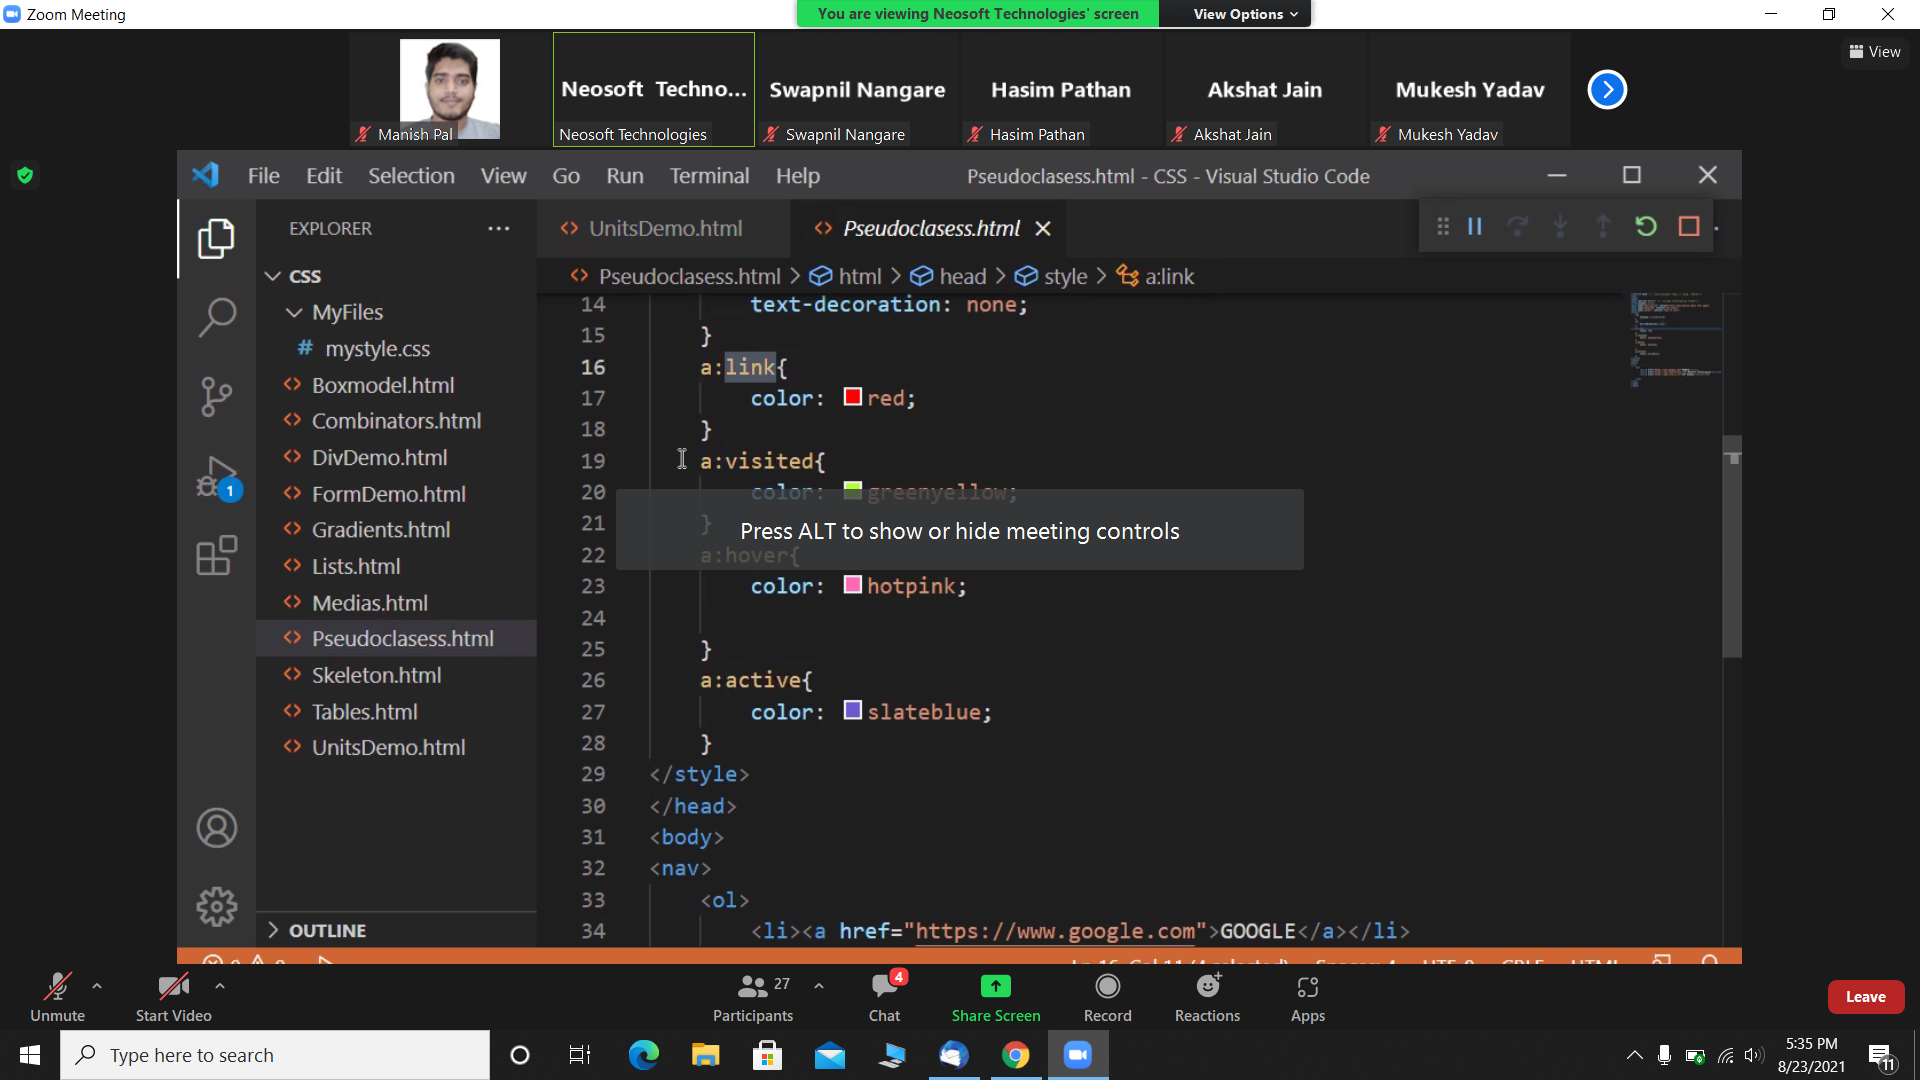 Zoom Meeting
You are viewing Neosoft Technologies' screen
View Options
View
Manish Pal
Neosoft Techno...
Neosoft Technologies
Swapnil Nangare
Swapnil Nangare
Hasim Pathan
Hasim Pathan
Akshat Jain
Akshat Jain
Mukesh Yadav
Mukesh Yadav
File Edit Selection View Go Run Terminal Help
Pseudoclasess.html - CSS - Visual Studio Code
EXPLORER
UnitsDemo.html
Pseudoclasess.html
Pseudoclasess.html > html > head > style > a:link
CSS
MyFiles
# mystyle.css
Boxmodel.html
Combinators.html
DivDemo.html
FormDemo.html
Gradients.html
Lists.html
Medias.html
Pseudoclasess.html
Skeleton.html
Tables.html
UnitsDemo.html
OUTLINE
1
14 text-decoration: none;
15 }
16 a:link{
17 color: red;
18 }
19 a:visited{
20 color: greenyellow;
21 }
22 a:hover{
23 color: hotpink;
24
25 }
26 a:active{
27 color: slateblue;
28 }
29 </style>
30 </head>
31 <body>
32 <nav>
33 <ol>
34 <li><a href="https://www.google.com">GOOGLE</a></li>
Press ALT to show or hide meeting controls
Unmute
Start Video
27
Participants
4
Chat
Share Screen
Record
Reactions
Apps
Leave
Type here to search
5:35 PM
8/23/2021
11